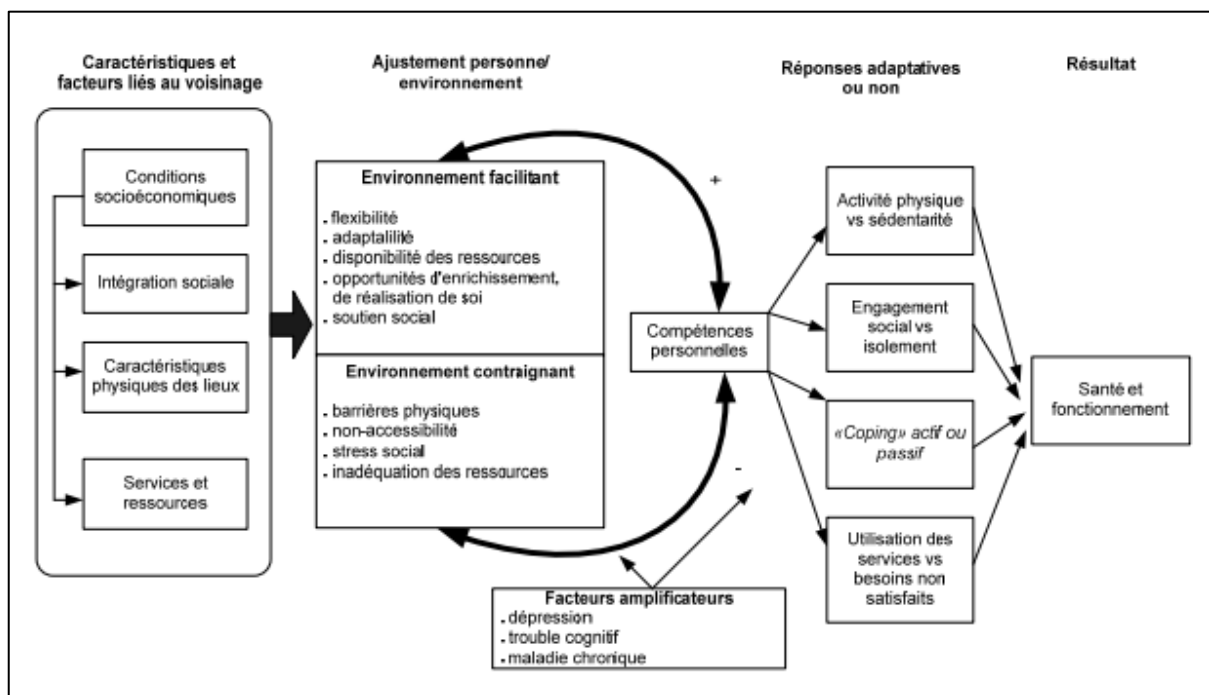 Caractéristiques et
facteurs liés au voisinage
Conditions
socioéconomiques
Intégration sociale
Caractéristiques
physiques des lieux
Services et
ressources
Ajustement personne/
environnement
Environnement facilitant
. flexibilité
. adaptalilité
. disponibilité des ressources
. opportunités d'enrichissement,
de réalisation de soi
. soutien social
Environnement contraignant
. barrières physiques
. non-accessibilité
. stress social
. inadéquation des ressources
+
-
Facteurs amplificateurs
. dépression
. trouble cognitif
. maladie chronique
Compétences
personnelles
Réponses adaptatives
ou non
Activité physique
vs sédentarité
Engagement
social vs
isolement
«Coping» actif ou
passif
Utilisation des
services vs
besoins non
satisfaits
Résultat
Santé et
fonctionnement